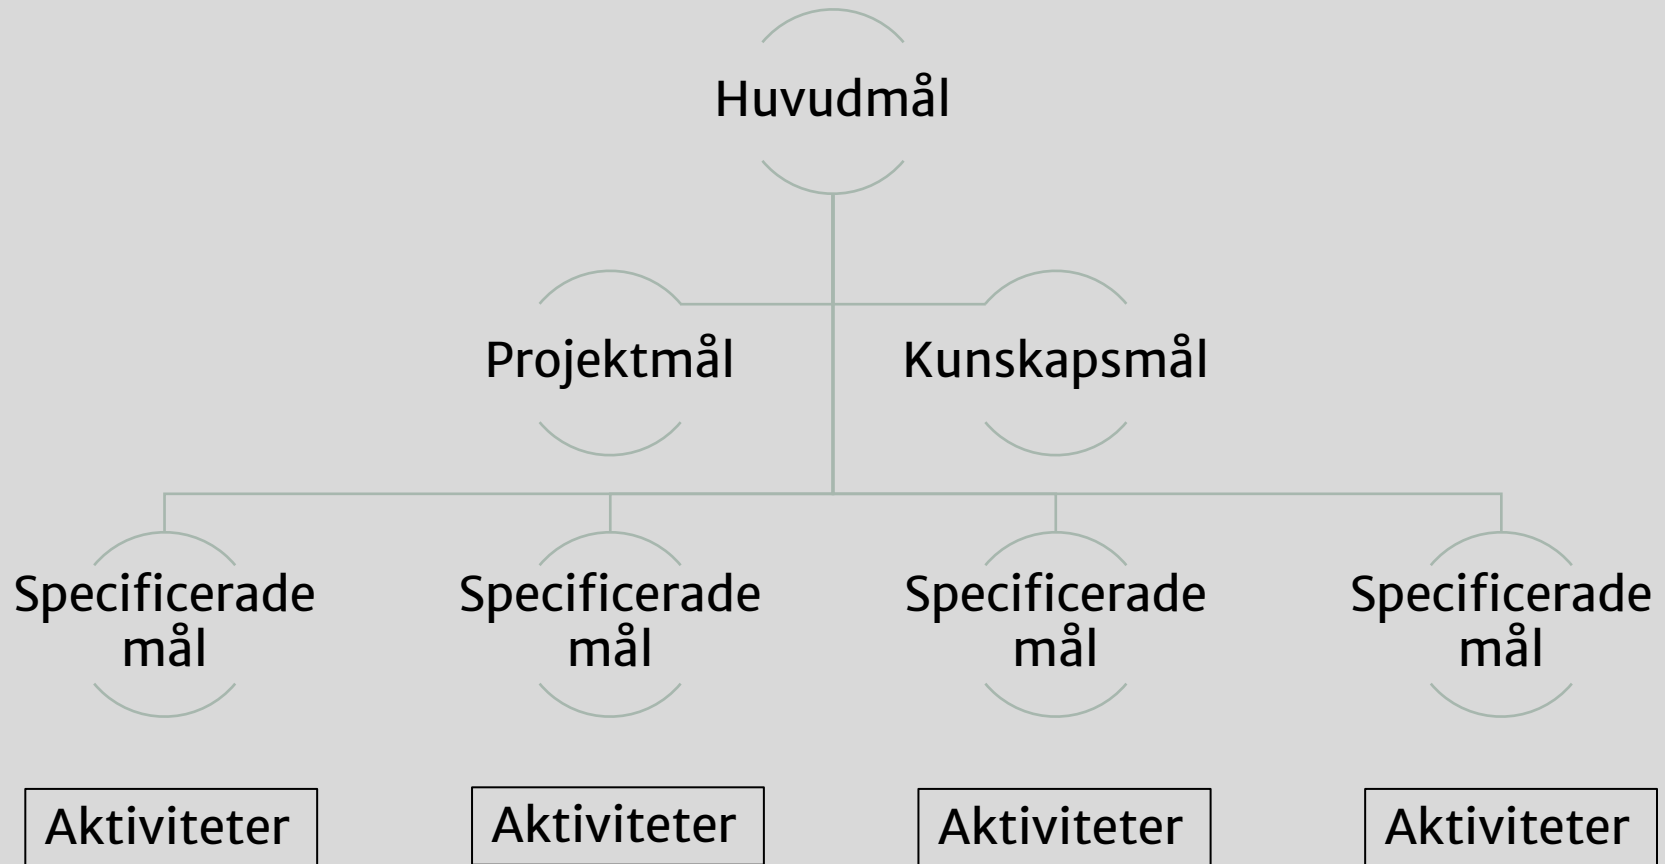 Huvudmål
Projektmål
Kunskapsmål
Specificerade
mål
Specificerade
mål
Specificerade
mål
Specificerade
mål
Aktiviteter
Aktiviteter
Aktiviteter
Aktiviteter